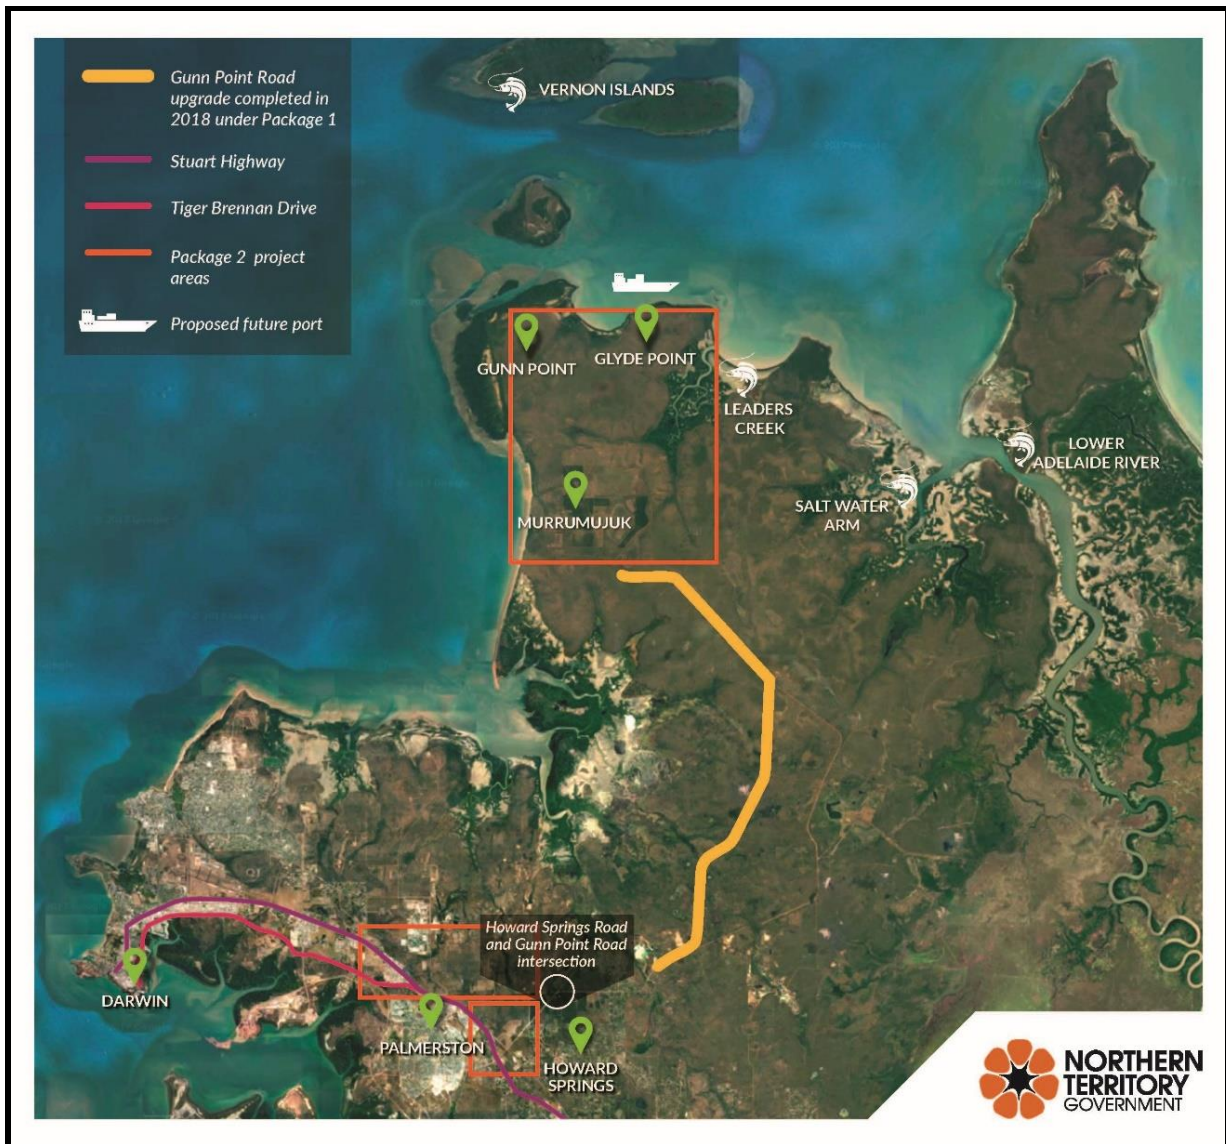 Gunn Point Road
upgrade completed in
2018 under Package 1
Stuart Highway
Tiger Brennan Drive
Package 2 project
areas
Proposed future port
VERNON ISLANDS
GUNN POINT
GLYDE POINT
LEADERS
CREEK
MURRUMUJUK
SALT WATER
ARM
LOWER
ADELAIDE RIVER
Howard Springs Road
and Gunn Point Road
intersection
DARWIN
PALMERSTON
HOWARD
SPRINGS
NORTHERN
TERRITORY
GOVERNMENT